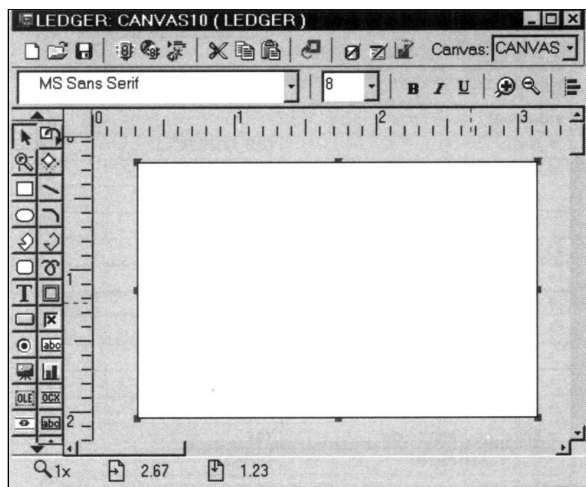 LEDGER: CANVAS10 ( LEDGER )
Canvas: CANVAS
MS Sans Serif 8 B I U
0 1 2 3
abc
1
OLE OCX
abc
2
1x 2.67 1.23